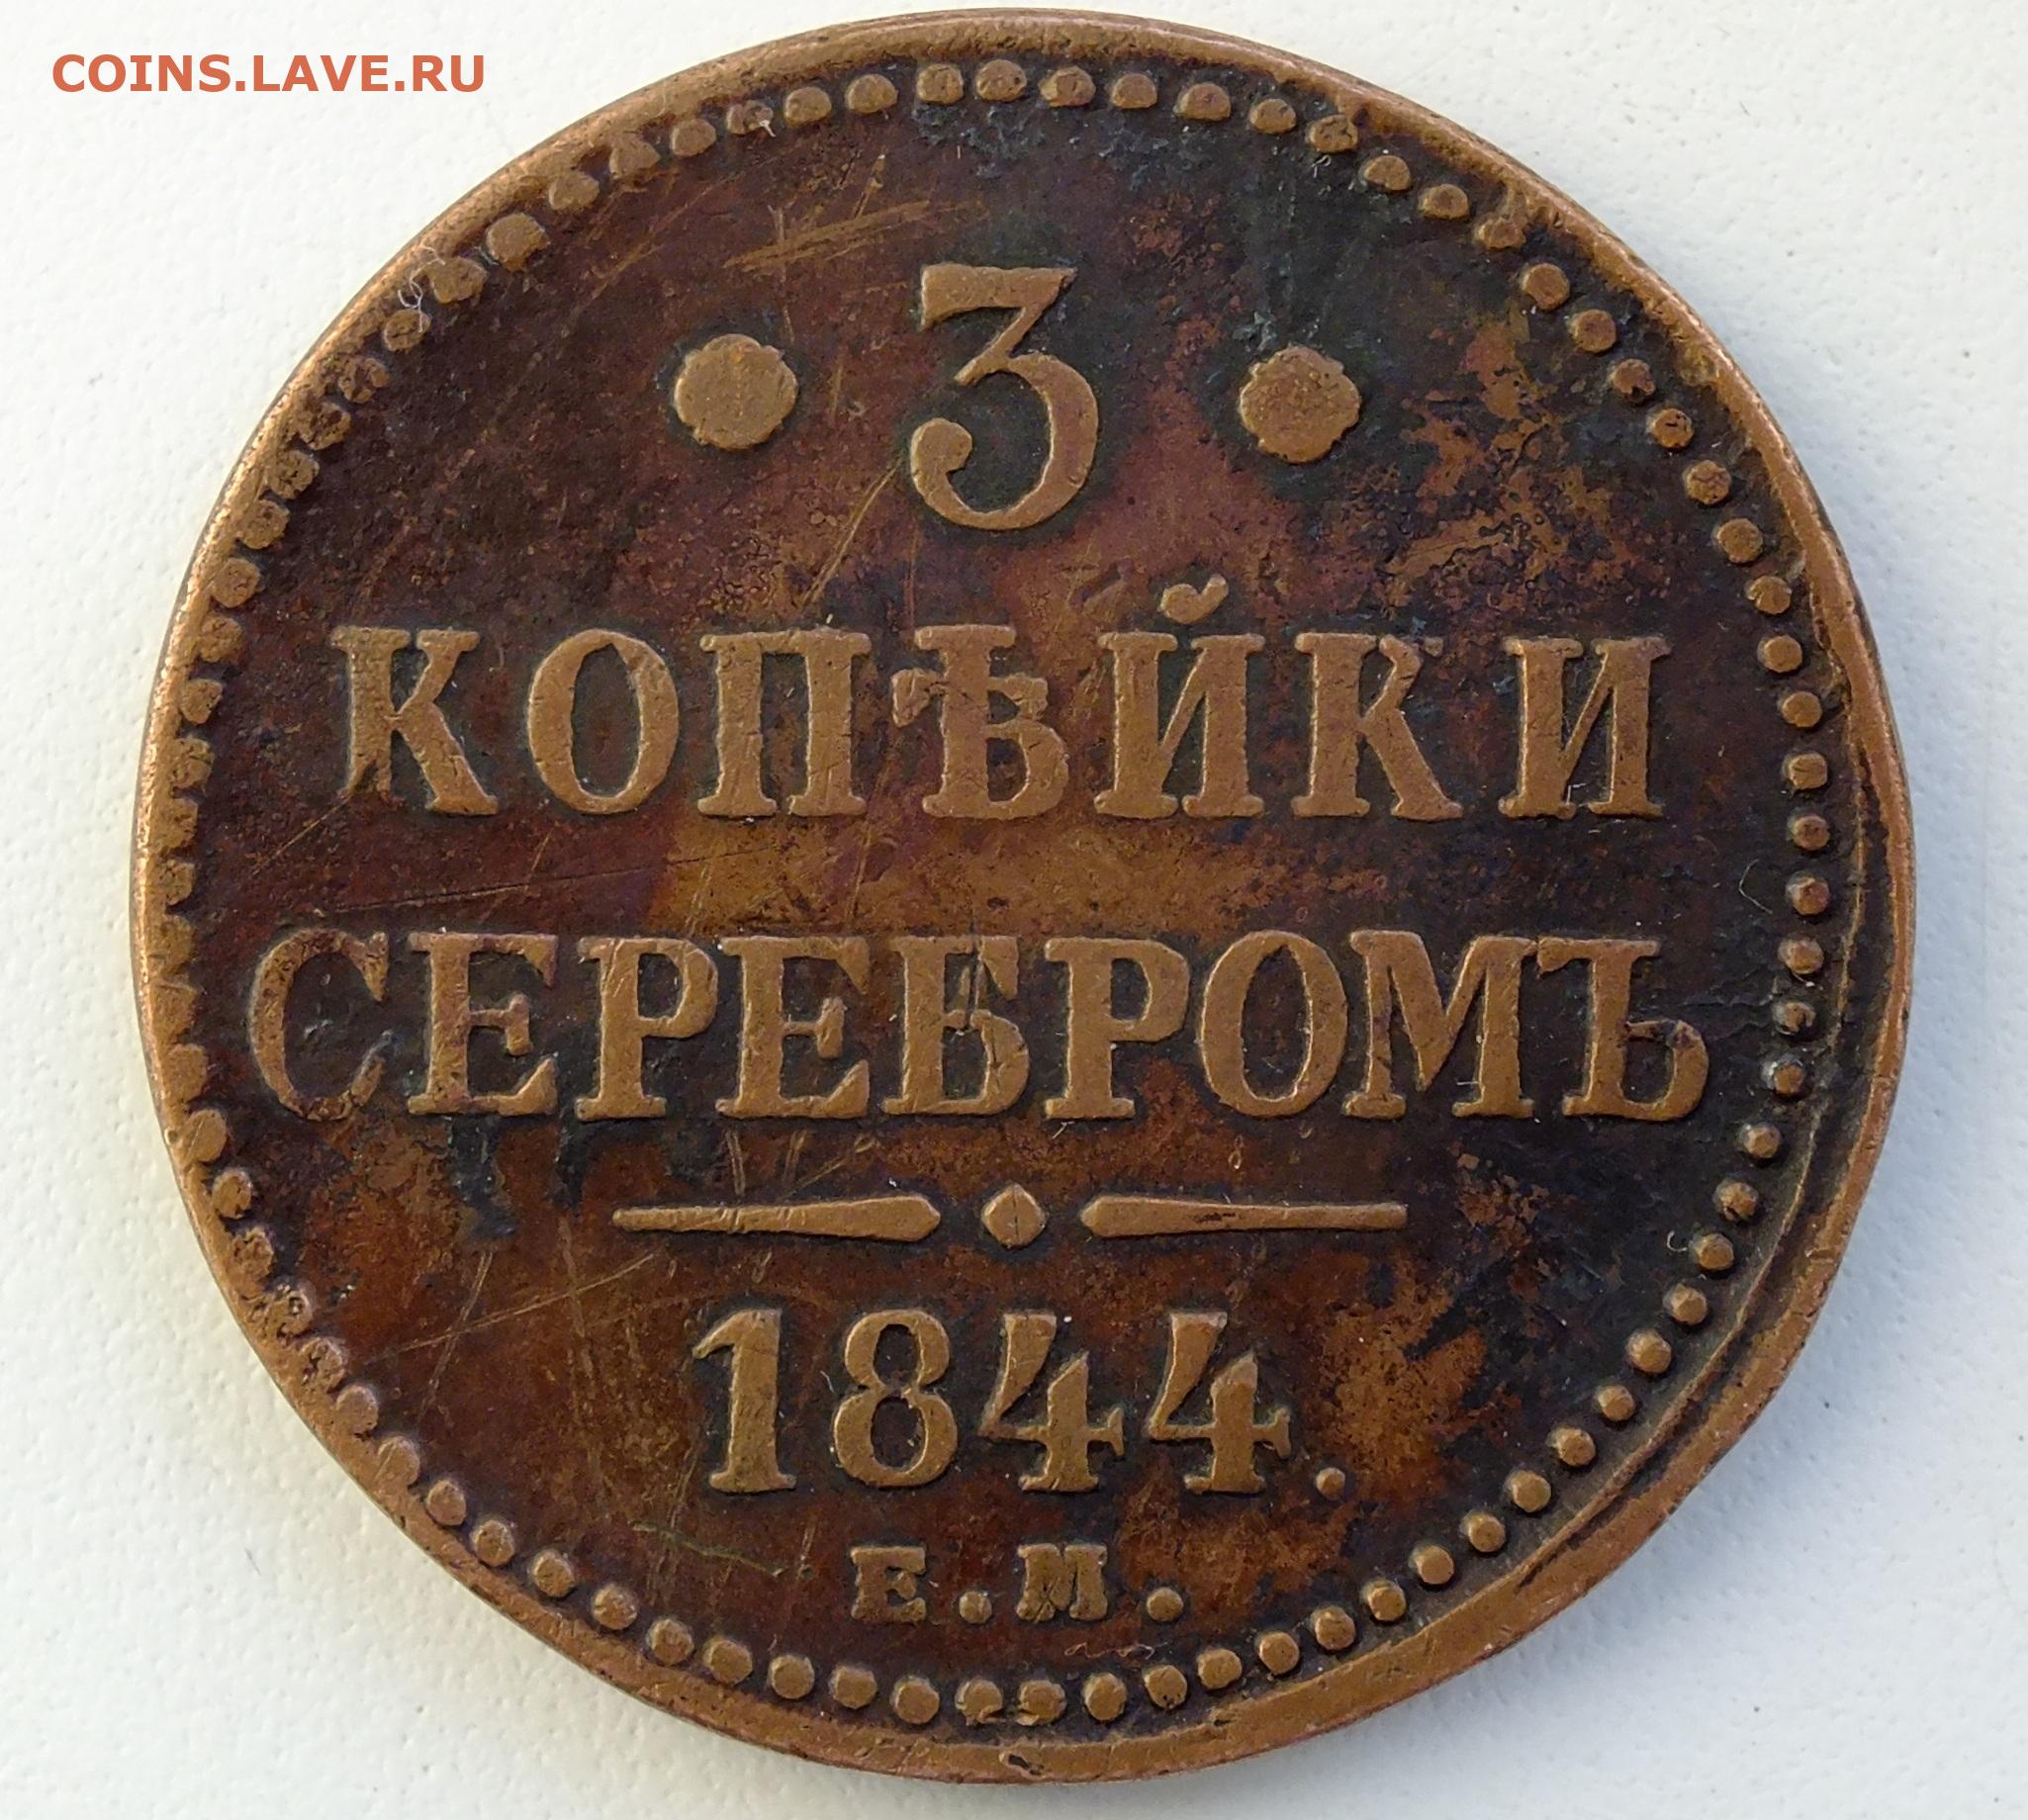 COINS.LAVE.RU
• 3 •
КОПѢЙКИ
СЕРЕБРОМЪ
1844.
Е.М.